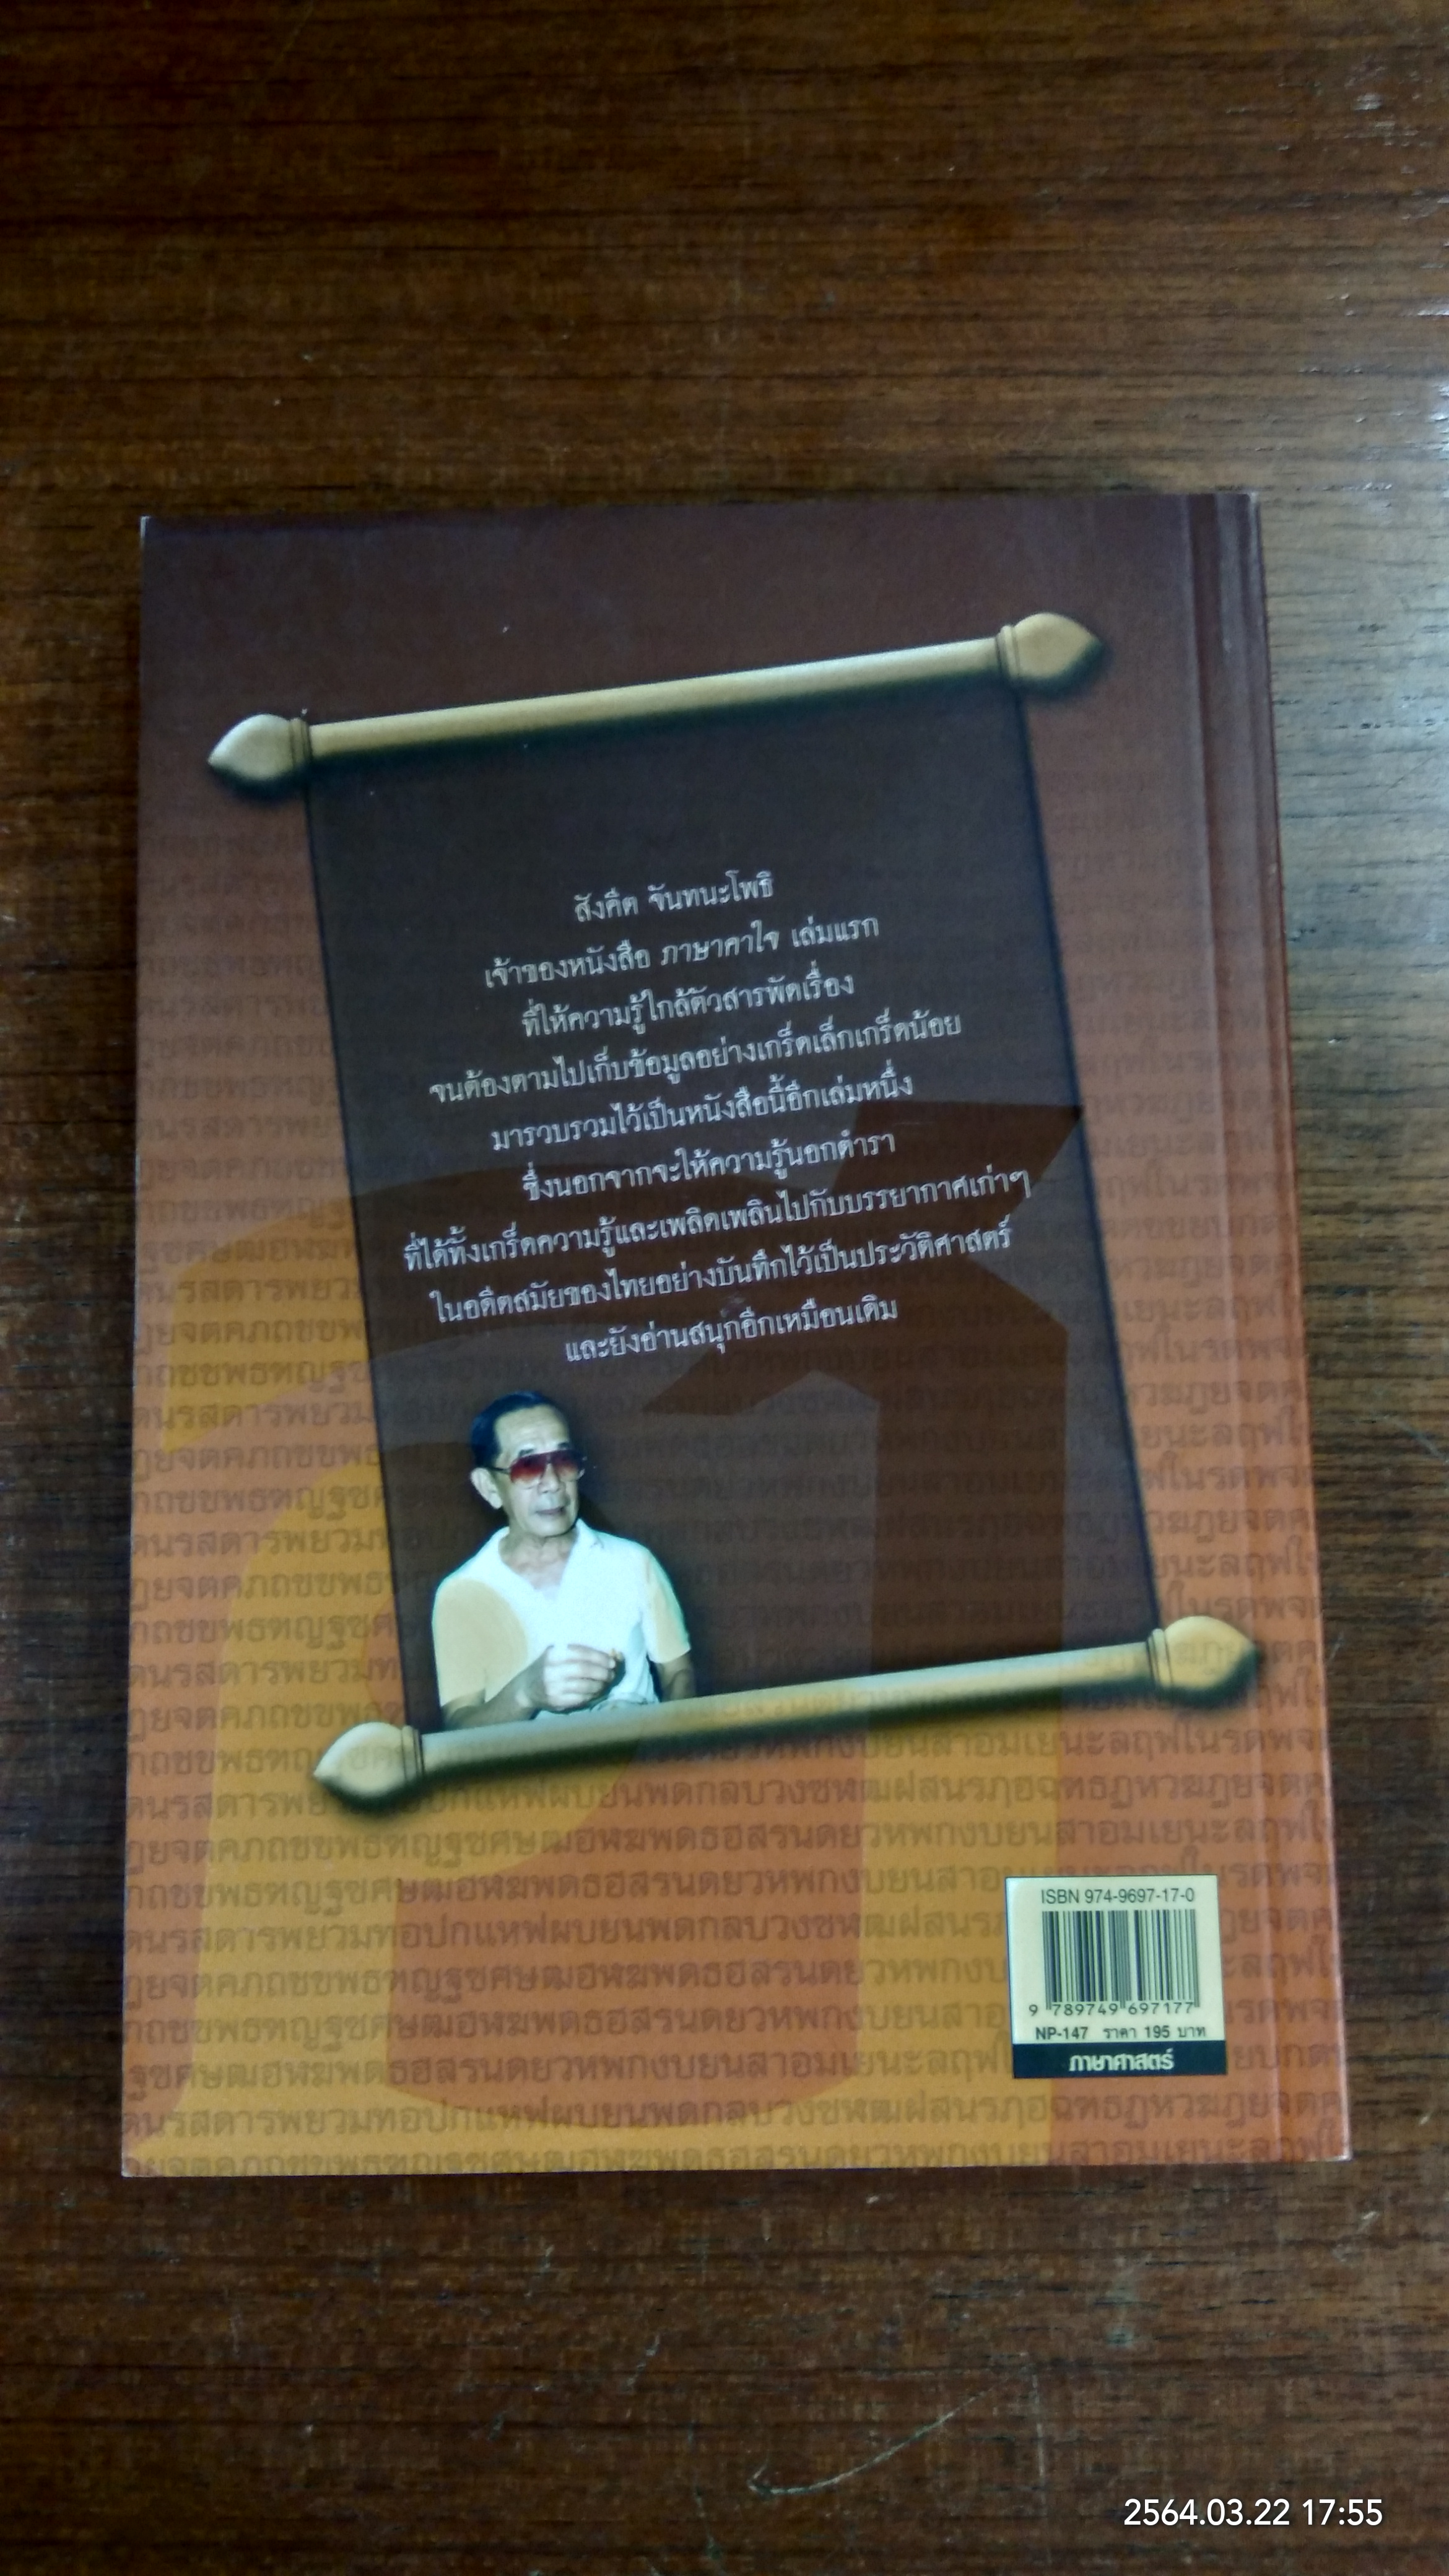 สังคีต จันทนะโพธิ
เจ้าของหนังสือ ภาษาคาใจ เล่มแรก
ที่ให้ความรู้ใกล้ตัวสารพัดเรื่อง
จนต้องตามไปเก็บข้อมูลอย่างเกร็ดเล็กเกร็ดน้อย
มารวบรวมไว้เป็นหนังสือนี้อีกเล่มหนึ่ง
ซึ่งนอกจากจะให้ความรู้นอกตำรา
ที่ได้ทั้งเกร็ดความรู้และเพลิดเพลินไปกับบรรยากาศเก่าๆ
ในอดีตสมัยของไทยอย่างบันทึกไว้เป็นประวัติศาสตร์
และยังอ่านสนุกอีกเหมือนเดิม
ISBN 974-9697-17-0
9 789749 697177
NP-147 ราคา 195 บาท
ภาษาศาสตร์
2564.03.22 17:55